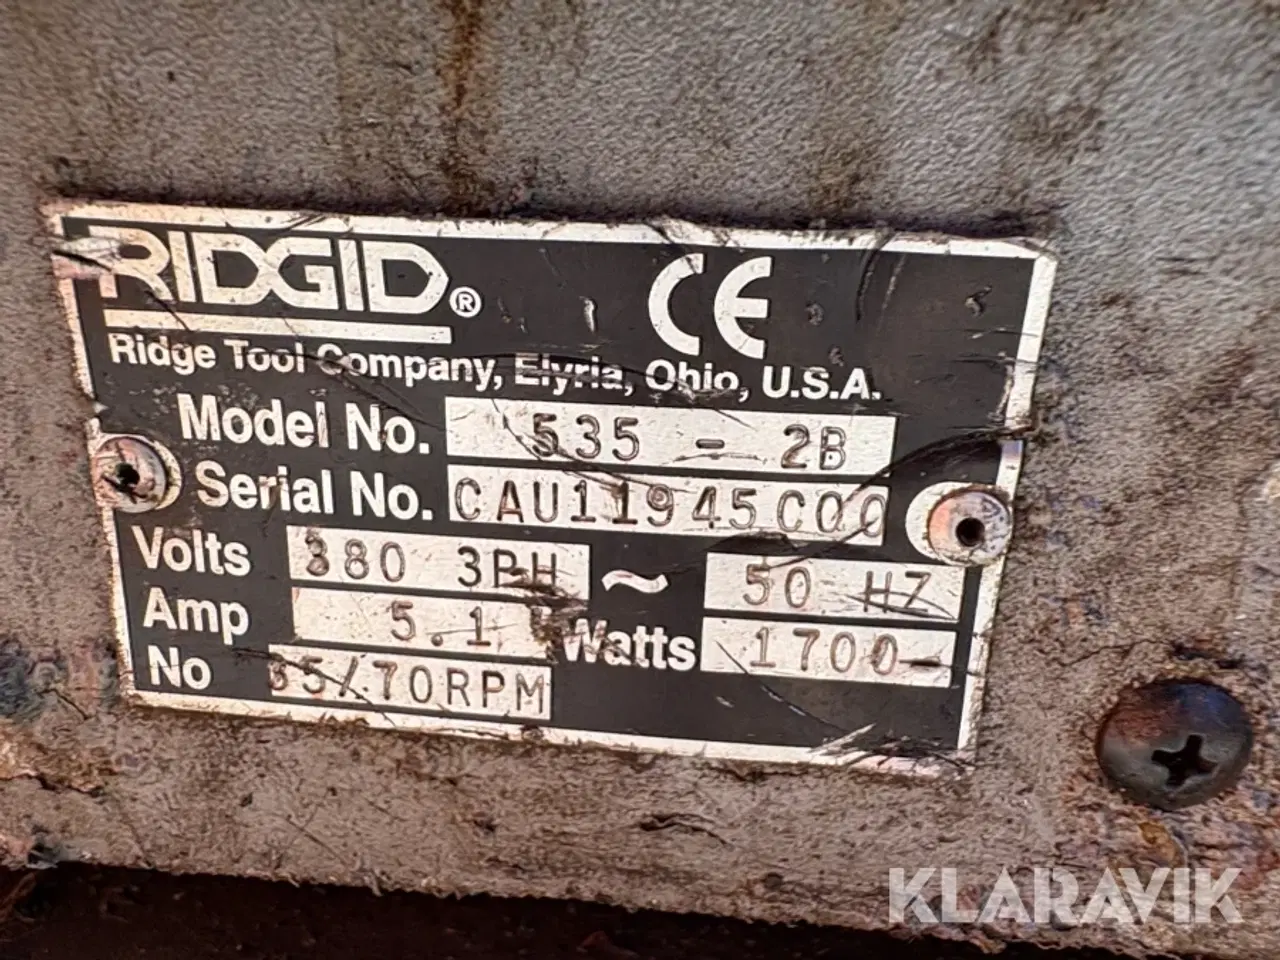 RIDGID®
CE
Ridge Tool Company, Elyria, Ohio, U.S.A.
Model No. 535 - 2B
Serial No. CAU11945C00
Volts 380 3PH ~ 50 HZ
Amp 5.1 Watts 1700
No 35/70RPM
KLARAVIK